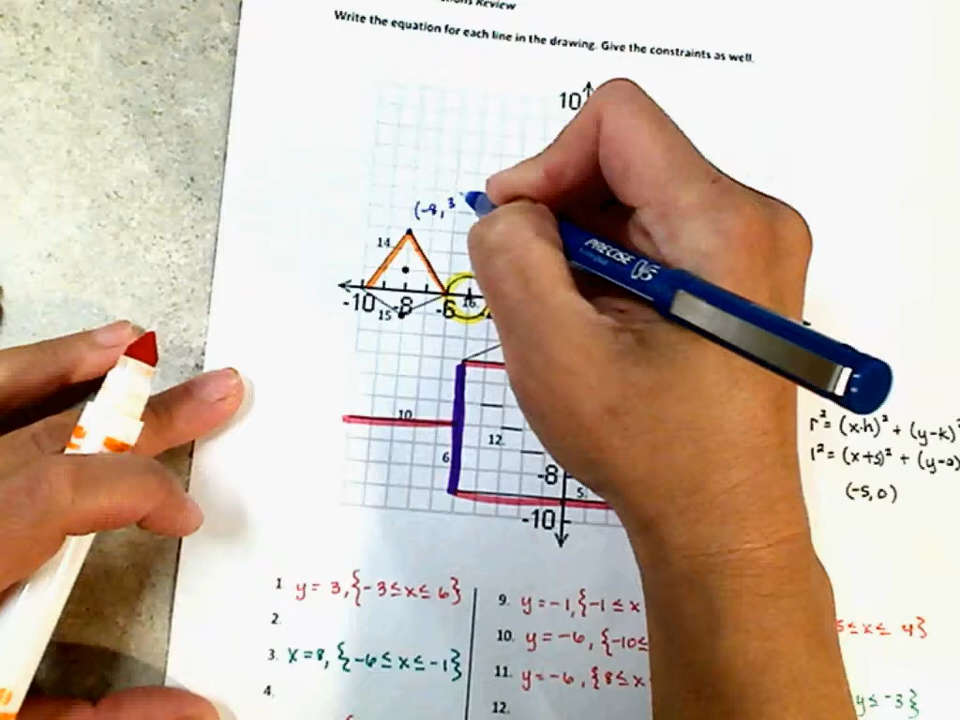 Review
Write the equation for each line in the drawing. Give the constraints as well.
10
(-8, 3
14
-10 -8 -6
15
16
PRECISE V5
10
12
6
-8
5
-10
r² = (x-h)² + (y-k)²
1² = (x+5)² + (y-0)
(-5, 0)
1 y = 3, {-3 ≤ x ≤ 6}
2.
3. x = 8, {-6 ≤ x ≤ -1}
4.
9. y = -1, {-1 ≤ x
10. y = -6, {-10 ≤
11. y = -6, {8 ≤ x
12.
5 ≤ x ≤ 4}
y ≤ -3}